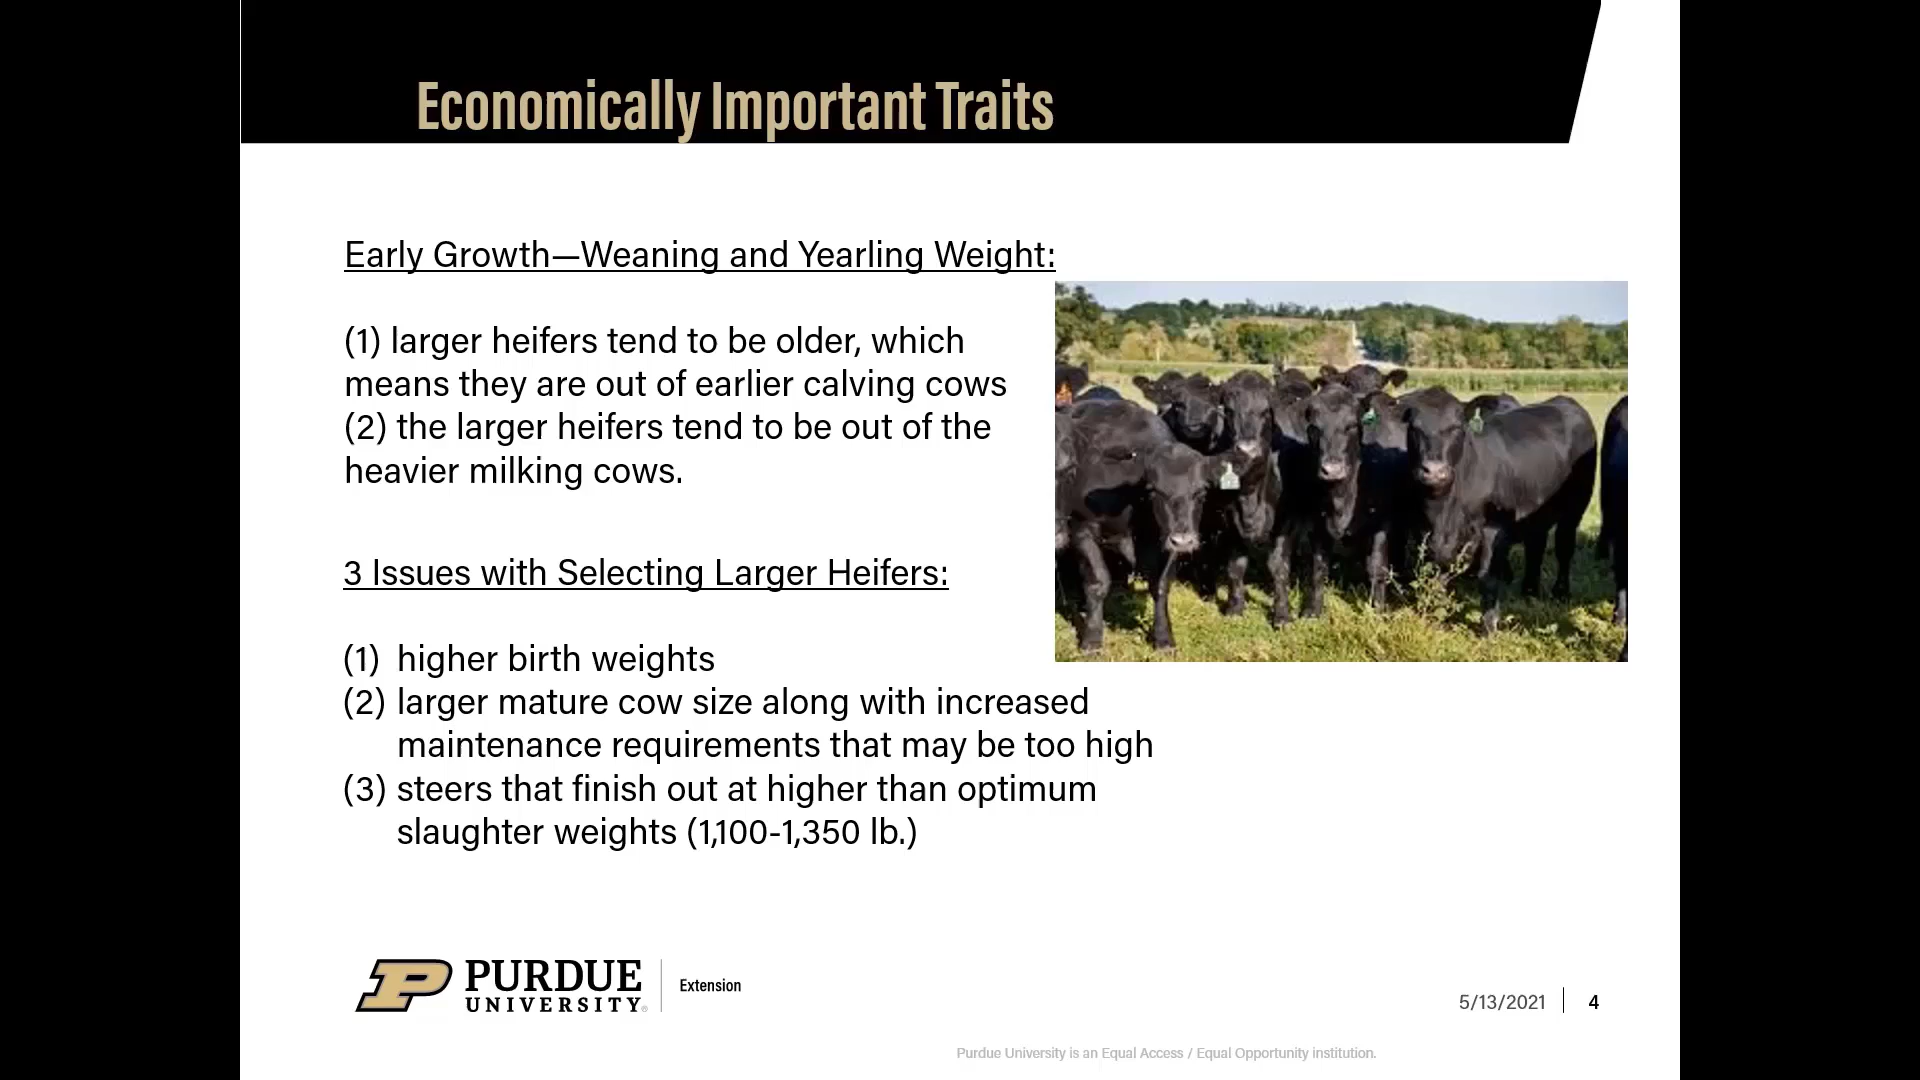 Economically Important Traits
Early Growth—Weaning and Yearling Weight:
(1) larger heifers tend to be older, which
means they are out of earlier calving cows
(2) the larger heifers tend to be out of the
heavier milking cows.
3 Issues with Selecting Larger Heifers:
(1) higher birth weights
(2) larger mature cow size along with increased
maintenance requirements that may be too high
(3) steers that finish out at higher than optimum
slaughter weights (1,100-1,350 lb.)
P PURDUE
UNIVERSITY®
Extension
5/13/2021 4
Purdue University is an Equal Access / Equal Opportunity institution.